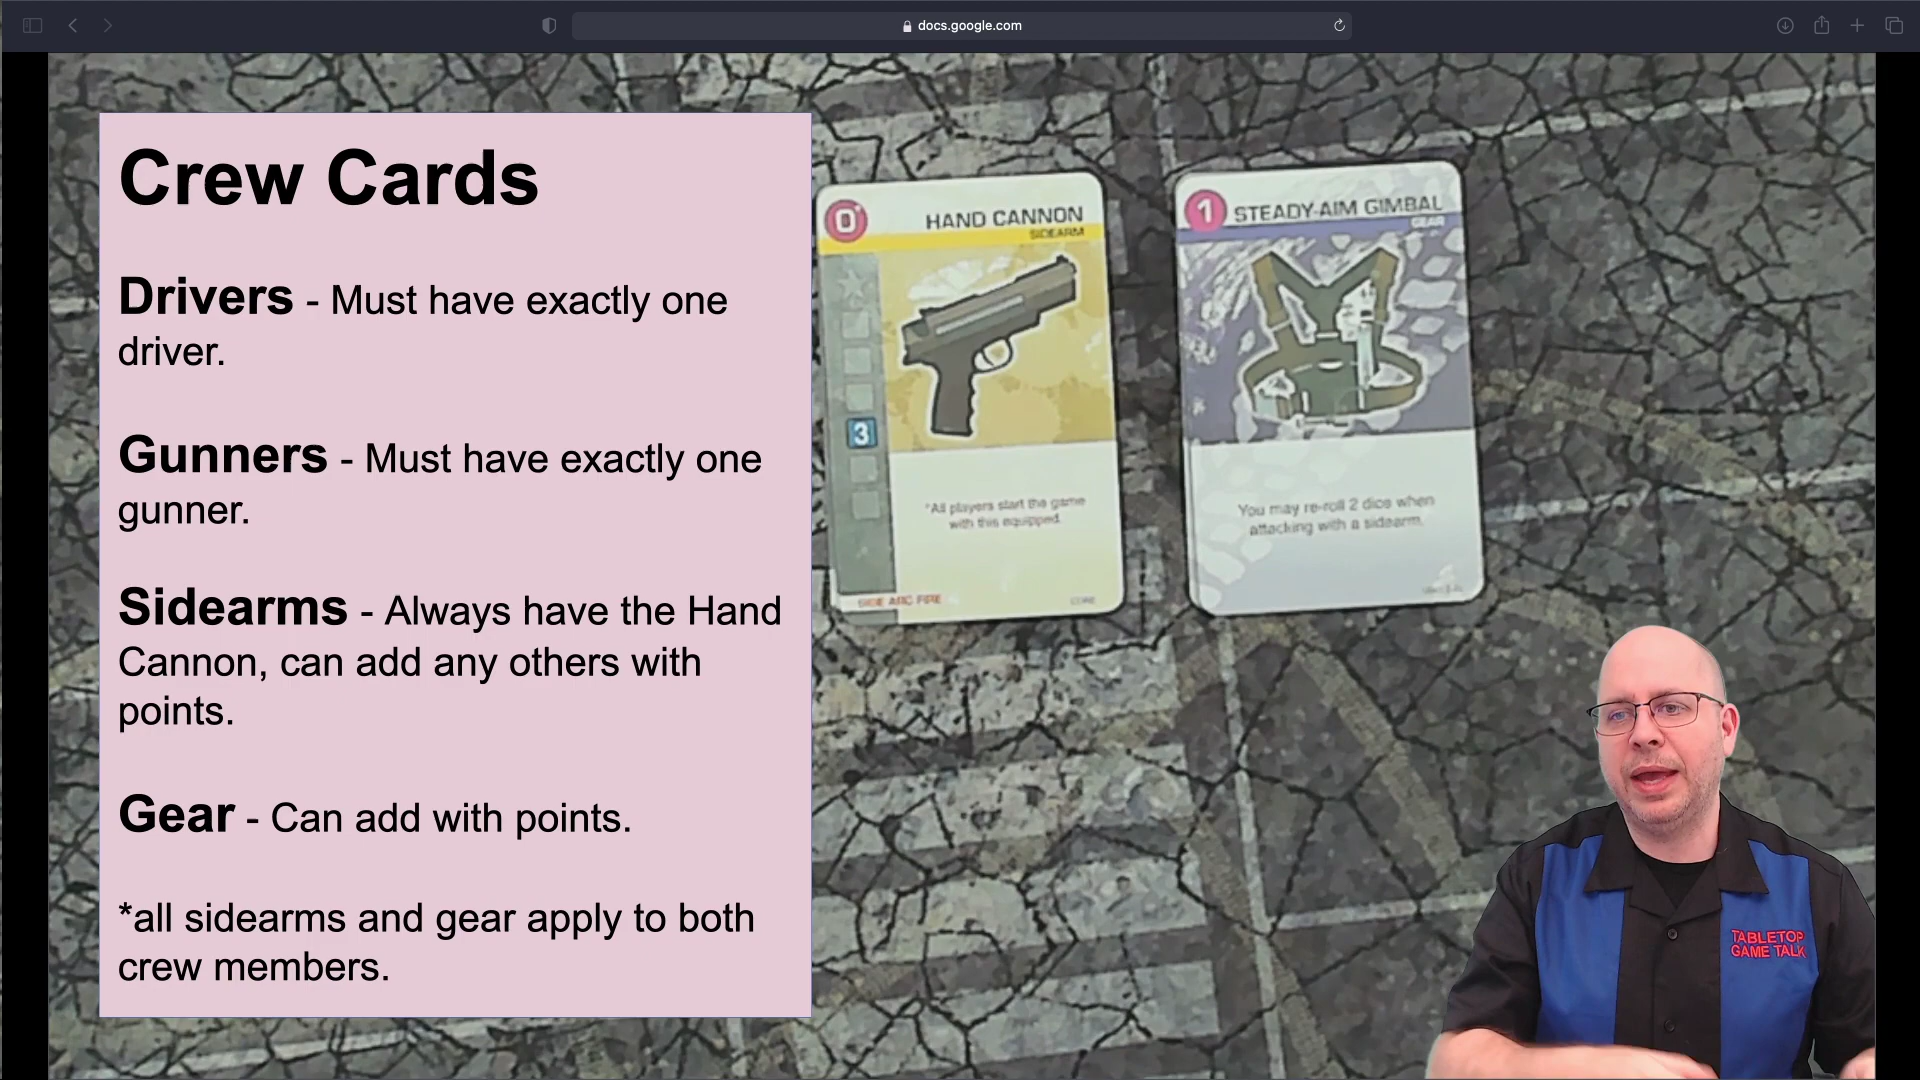 docs.google.com
Crew Cards
Drivers - Must have exactly one
driver.
Gunners - Must have exactly one
gunner.
Sidearms - Always have the Hand
Cannon, can add any others with
points.
Gear - Can add with points.
*all sidearms and gear apply to both
crew members.
0*
HAND CANNON
SIDEARM
3
*All players start the game
with this equipped.
SIDE ARC FIRE
CORE
1
STEADY-AIM GIMBAL
GEAR
You may re-roll 2 dice when
attacking with a sidearm.
TABLETOP
GAME TALK